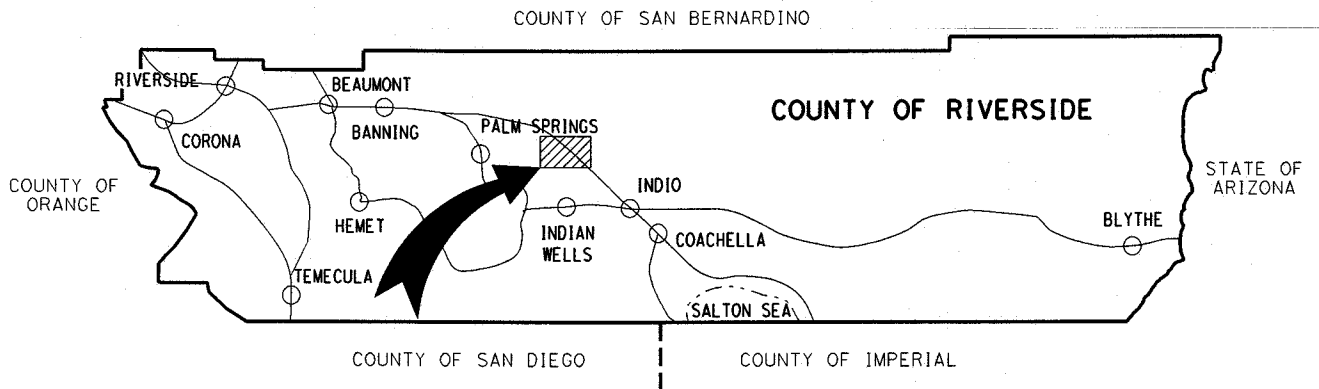 COUNTY OF SAN BERNARDINO
RIVERSIDE
BEAUMONT
COUNTY OF RIVERSIDE
PALM SPRINGS
BANNING
CORONA
COUNTY OF
ORANGE
STATE OF
ARIZONA
INDIO
HEMET
BLYTHE
INDIAN
WELLS
COACHELLA
TEMECULA
SALTON SEA
COUNTY OF SAN DIEGO
COUNTY OF IMPERIAL